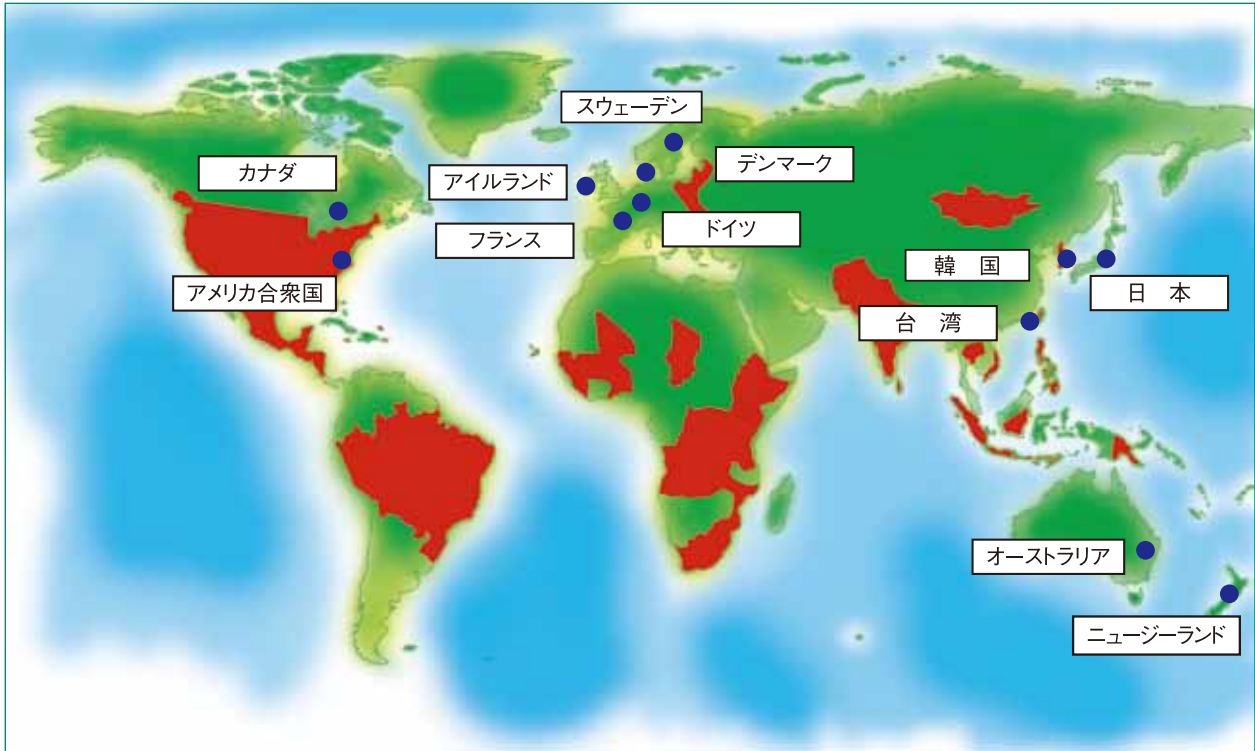 スウェーデン
カナダ
アイルランド
デンマーク
フランス
ドイツ
韓　国
アメリカ合衆国
日　本
台　湾
オーストラリア
ニュージーランド